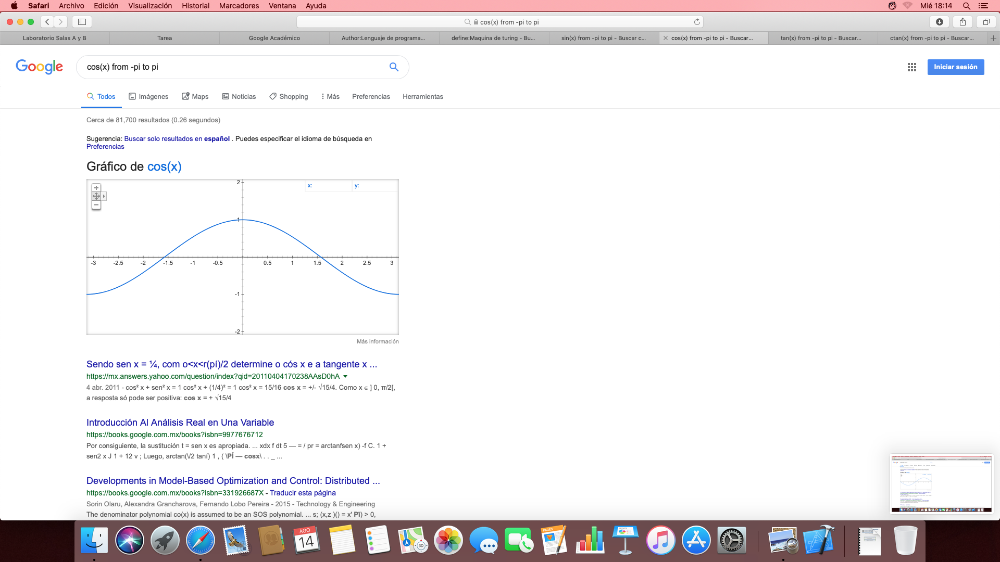 Safari Archivo Edición Visualización Historial Marcadores Ventana Ayuda Mié 18:14
cos(x) from -pi to pi
Laboratorio Salas A y B Tarea Google Académico Author:Lenguaje de programa... define:Maquina de turing - Bu... sin(x) from -pi to pi - Buscar c... cos(x) from -pi to pi - Buscar... tan(x) from -pi to pi - Buscar... ctan(x) from -pi to pi - Buscar...
Google cos(x) from -pi to pi Iniciar sesión
Todos Imágenes Maps Noticias Shopping Más Preferencias Herramientas
Cerca de 81,700 resultados (0.26 segundos)
Sugerencia: Buscar solo resultados en español . Puedes especificar el idioma de búsqueda en
Preferencias
Gráfico de cos(x)
2 x: y:
1
-3 -2.5 -2 -1.5 -1 -0.5 0.5 1 1.5 2 2.5 3
-1
-2
Más información
Sendo sen x = ¼, com o<x<r(pí)/2 determine o cós x e a tangente x ...
https://mx.answers.yahoo.com/question/index?qid=20110404170238AAsD0hA
4 abr. 2011 - cos² x + sen² x = 1 cos² x + (1/4)² = 1 cos² x = 15/16 cos x = +/- √15/4. Como x ∈ ] 0, π/2[,
a resposta só pode ser positiva: cos x = + √15/4
Introducción Al Análisis Real en Una Variable
https://books.google.com.mx/books?isbn=9977676712
Por consiguiente, la sustitución t = sen x es apropiada. ... xdx f dt 5 — = / pr = arctanfsen x) -f C. 1 +
sen2 x J 1 + 12 v ; Luego, arctan(\/2 taní) 1 , ( \PÍ — cosx\ . . _ ...
Developments in Model-Based Optimization and Control: Distributed ...
https://books.google.com.mx/books?isbn=331926687X - Traducir esta página
Sorin Olaru, Alexandra Grancharova, Fernando Lobo Pereira - 2015 - Technology & Engineering
The denominator polynomial co(x) is assumed to be an SOS polynomial. ... s; (x,z )() = x' Pī) > 0,
AGO
14
3D
PAGES